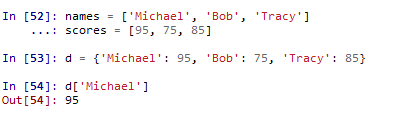 In [52]: names = ['Michael', 'Bob', 'Tracy']
...: scores = [95, 75, 85]
In [53]: d = {'Michael': 95, 'Bob': 75, 'Tracy': 85}
In [54]: d['Michael']
Out[54]: 95